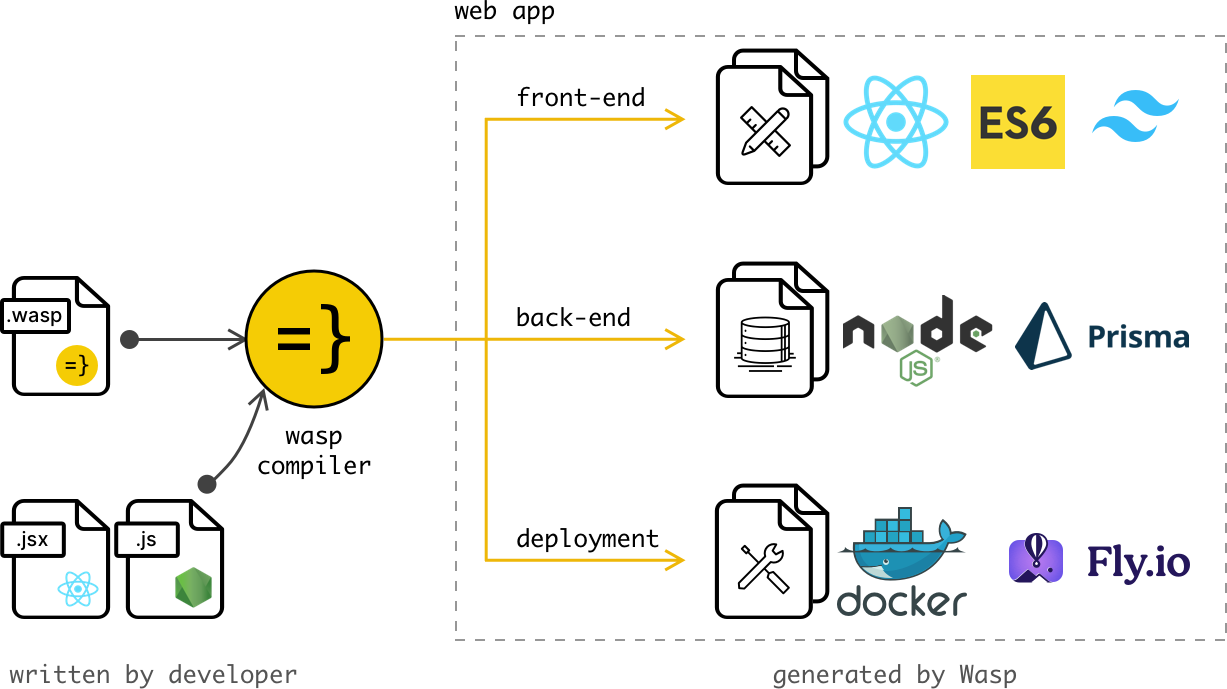 web app
front-end
ES6
back-end
node
JS
®
Prisma
.wasp
=}
=}
wasp
compiler
.jsx
.js
deployment
docker
Fly.io
written by developer
generated by Wasp